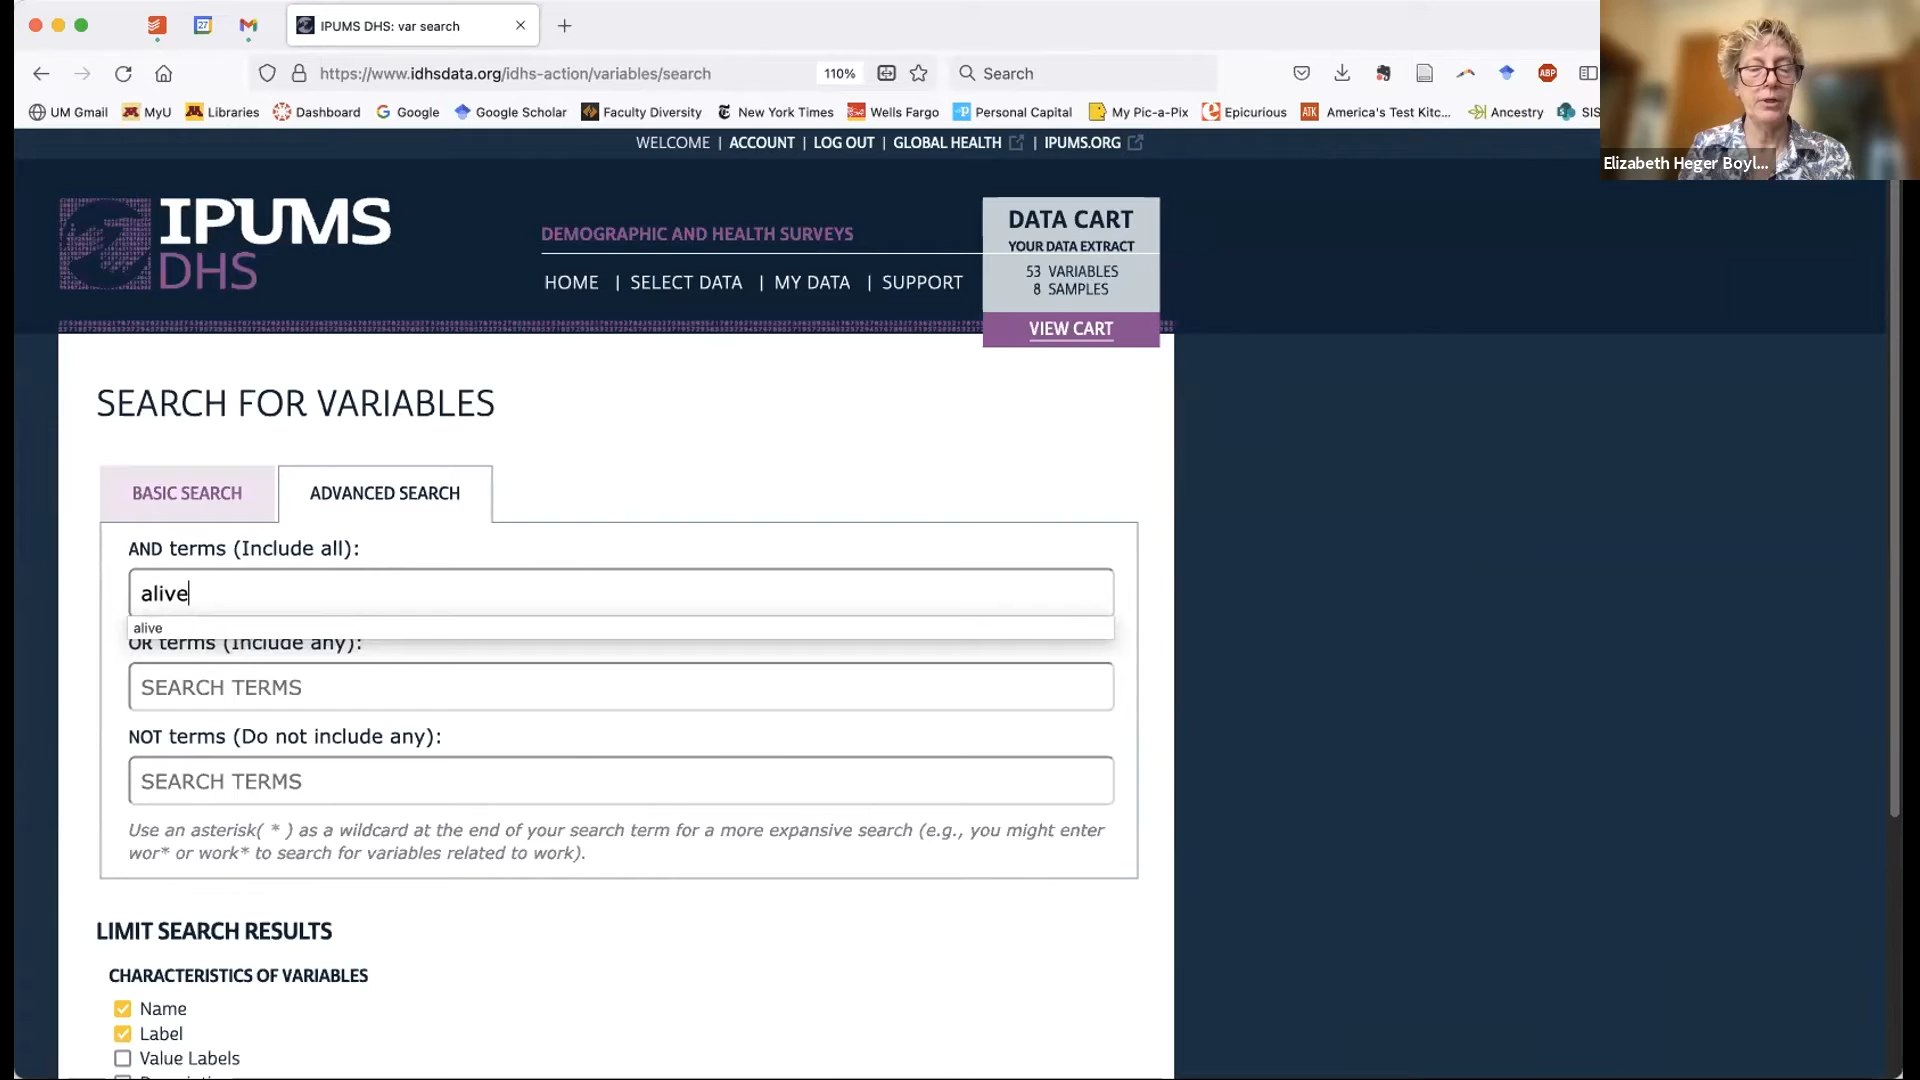 27
IPUMS DHS: var search
https://www.idhsdata.org/idhs-action/variables/search
110%
Search
ABP
UM Gmail
MyU
Libraries
Dashboard
Google
Google Scholar
Faculty Diversity
New York Times
Wells Fargo
Personal Capital
My Pic-a-Pix
Epicurious
ATK
America's Test Kitc...
Ancestry
SIS
Elizabeth Heger Boyl...
WELCOME | ACCOUNT | LOG OUT | GLOBAL HEALTH | IPUMS.ORG
IPUMS
DHS
DEMOGRAPHIC AND HEALTH SURVEYS
HOME | SELECT DATA | MY DATA | SUPPORT
DATA CART
YOUR DATA EXTRACT
53 VARIABLES
8 SAMPLES
VIEW CART
SEARCH FOR VARIABLES
BASIC SEARCH
ADVANCED SEARCH
AND terms (Include all):
alive
alive
OR terms (Include any):
SEARCH TERMS
NOT terms (Do not include any):
SEARCH TERMS
Use an asterisk( * ) as a wildcard at the end of your search term for a more expansive search (e.g., you might enter
wor* or work* to search for variables related to work).
LIMIT SEARCH RESULTS
CHARACTERISTICS OF VARIABLES
Name
Label
Value Labels